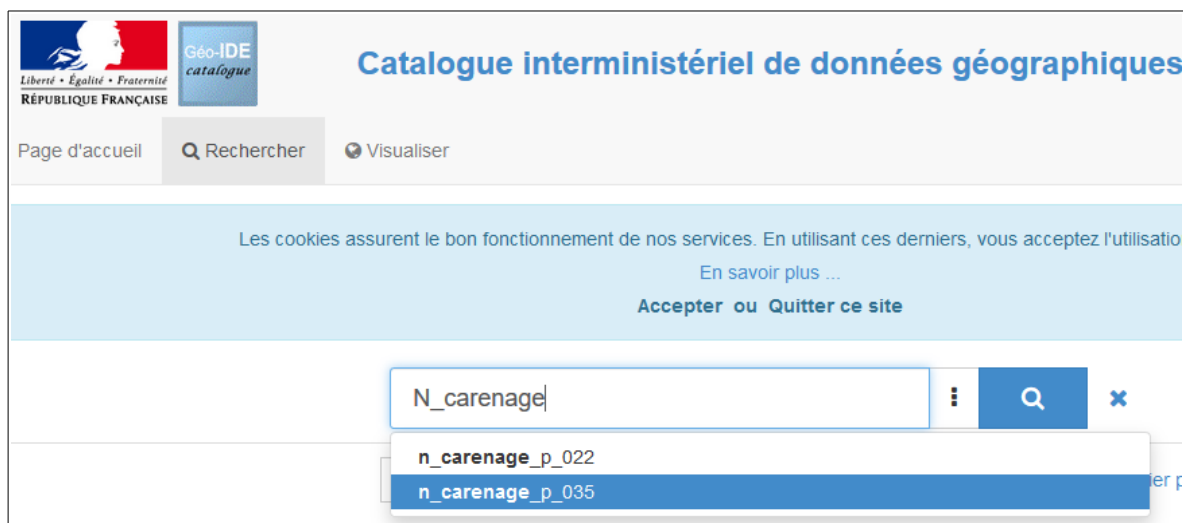 Liberté • Égalité • Fraternité
RÉPUBLIQUE FRANÇAISE
Géo-IDE
catalogue
Catalogue interministériel de données géographiques
Page d'accueil Rechercher Visualiser
Les cookies assurent le bon fonctionnement de nos services. En utilisant ces derniers, vous acceptez l'utilisatio
En savoir plus ...
Accepter ou Quitter ce site
N_carenage
n_carenage_p_022
n_carenage_p_035